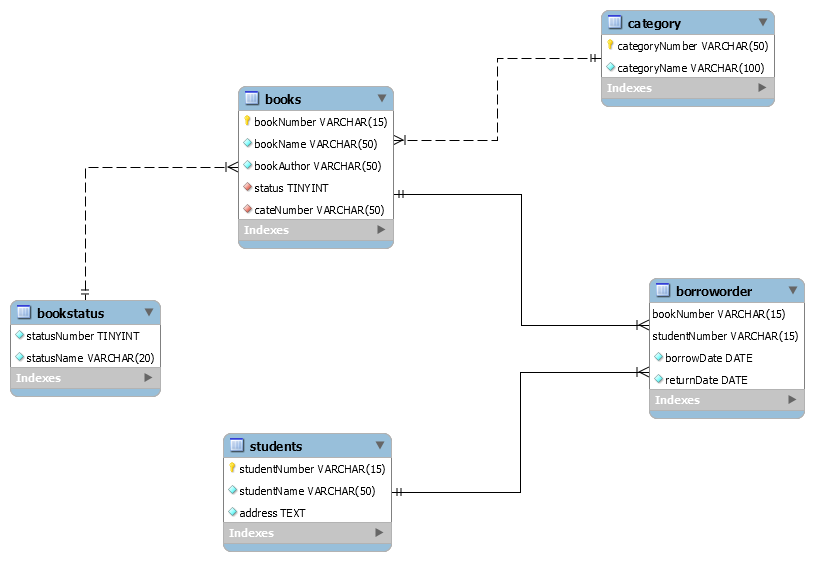 category
categoryNumber VARCHAR(50)
categoryName VARCHAR(100)
Indexes
books
bookNumber VARCHAR(15)
bookName VARCHAR(50)
bookAuthor VARCHAR(50)
status TINYINT
cateNumber VARCHAR(50)
Indexes
bookstatus
statusNumber TINYINT
statusName VARCHAR(20)
Indexes
borroworder
bookNumber VARCHAR(15)
studentNumber VARCHAR(15)
borrowDate DATE
returnDate DATE
Indexes
students
studentNumber VARCHAR(15)
studentName VARCHAR(50)
address TEXT
Indexes